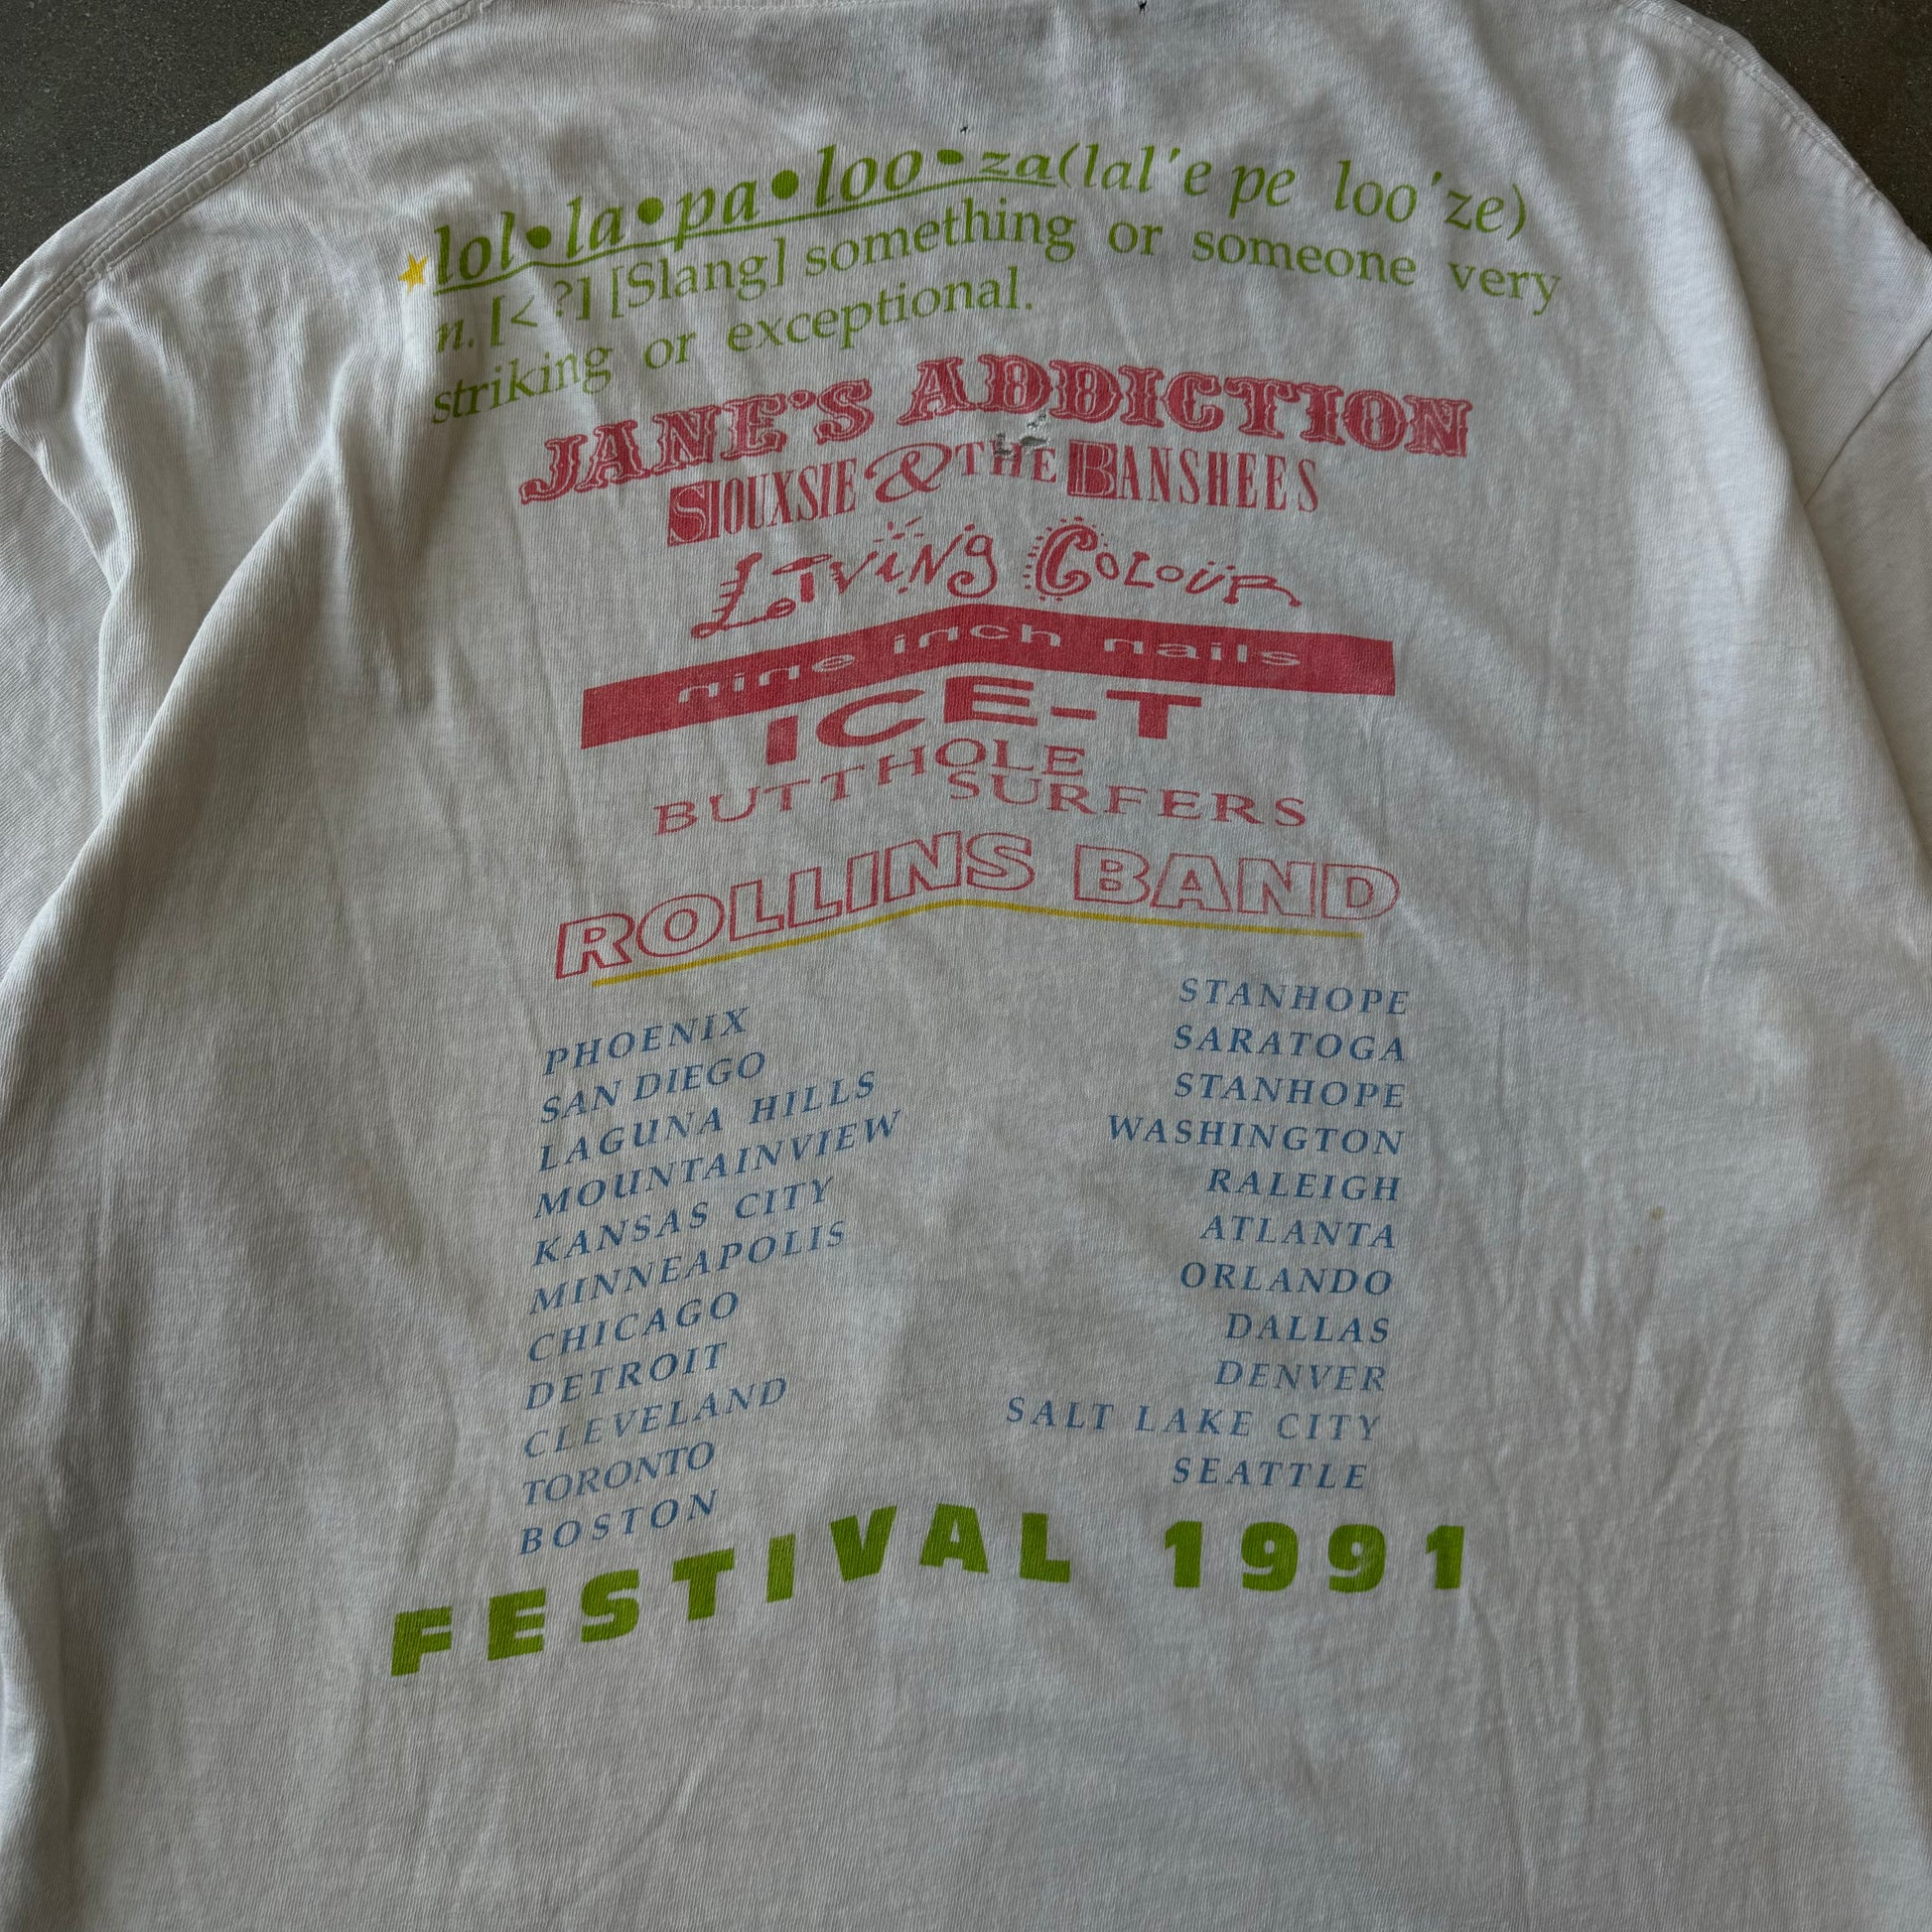 lol•la•pa•loo•za(lal'e pe loo'ze)
n. [< ?] [Slang] something or someone very
striking or exceptional.
JANE'S ADDICTION
SIOUXSIE & THE BANSHEES
LIVING COLOUR
nine inch nails
ICE-T
BUTTHOLE
SURFERS
ROLLINS BAND
PHOENIX
SAN DIEGO
LAGUNA HILLS
MOUNTAINVIEW
KANSAS CITY
MINNEAPOLIS
CHICAGO
DETROIT
CLEVELAND
TORONTO
BOSTON
STANHOPE
SARATOGA
STANHOPE
WASHINGTON
RALEIGH
ATLANTA
ORLANDO
DALLAS
DENVER
SALT LAKE CITY
SEATTLE
FESTIVAL 1991